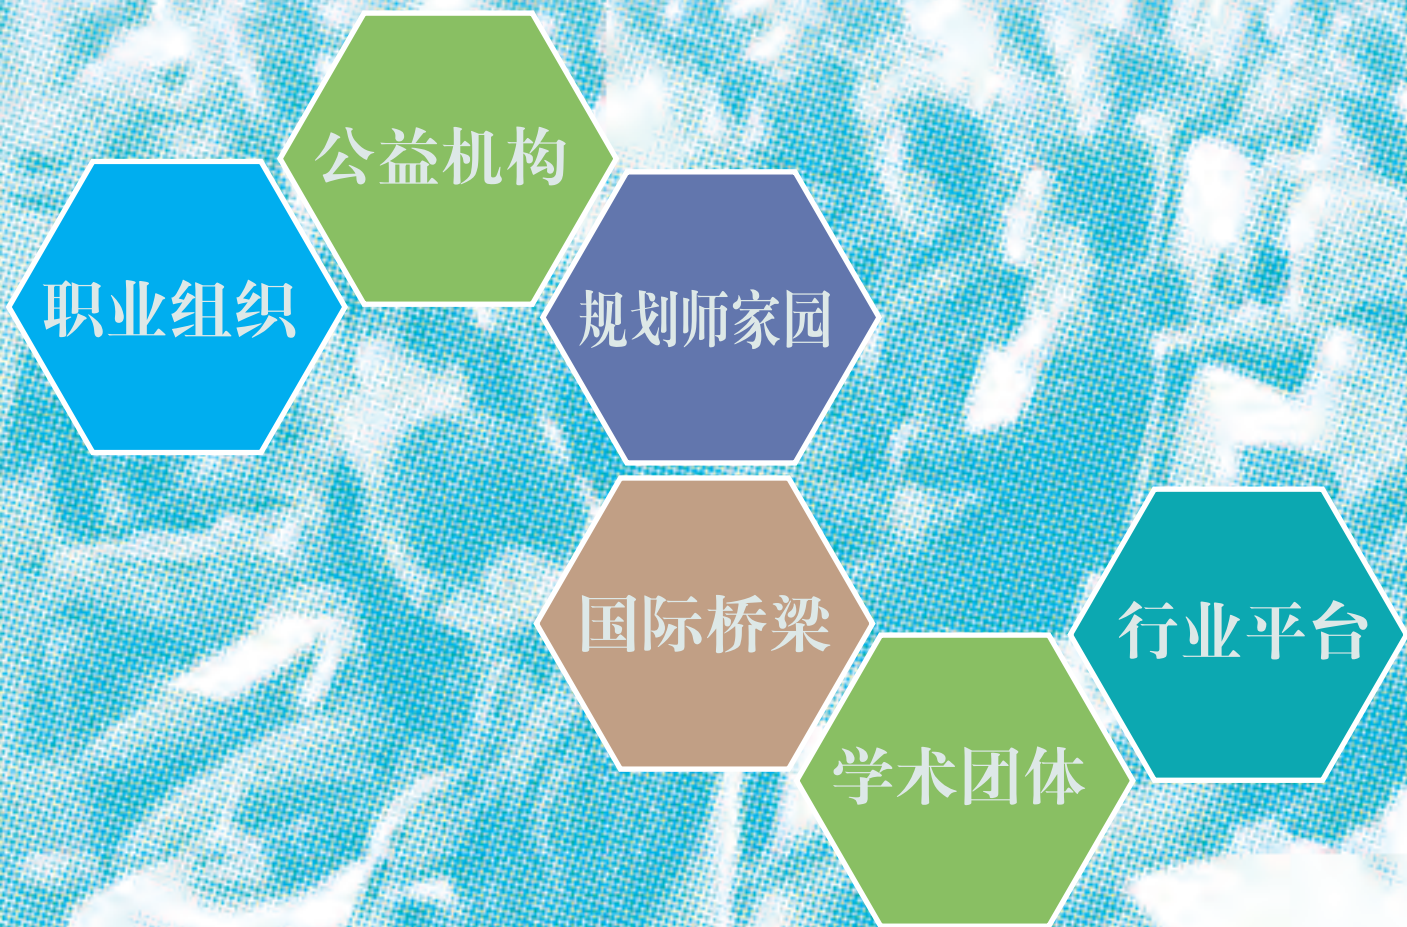 公益机构
职业组织
规划师家园
国际桥梁
行业平台
学术团体